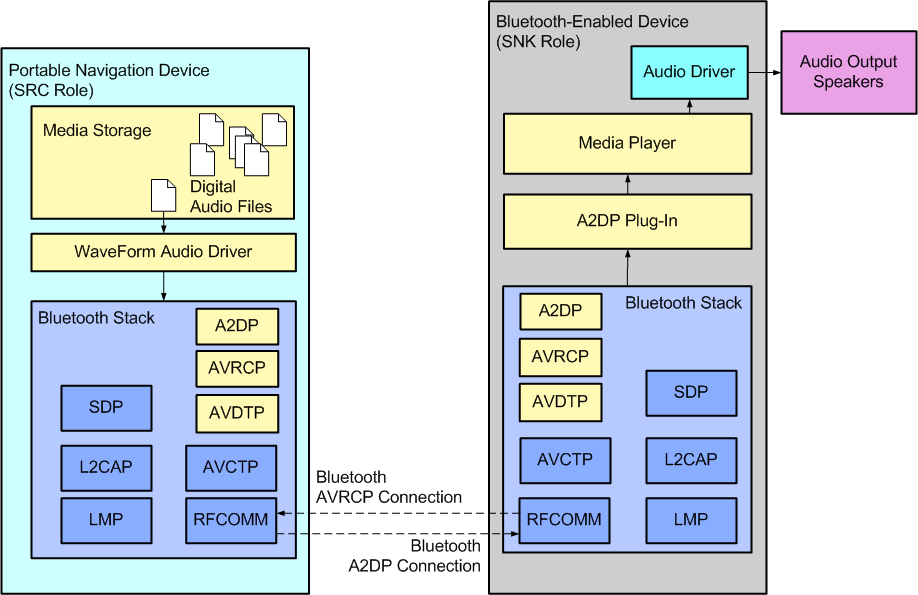 Portable Navigation Device
(SRC Role)
Media Storage
Digital
Audio Files
WaveForm Audio Driver
Bluetooth Stack
A2DP
AVRCP
SDP
AVDTP
L2CAP
AVCTP
LMP
RFCOMM
Bluetooth
AVRCP Connection
Bluetooth
A2DP Connection
Bluetooth-Enabled Device
(SNK Role)
Audio Driver
Audio Output
Speakers
Media Player
A2DP Plug-In
Bluetooth Stack
A2DP
AVRCP
SDP
AVDTP
AVCTP
L2CAP
RFCOMM
LMP